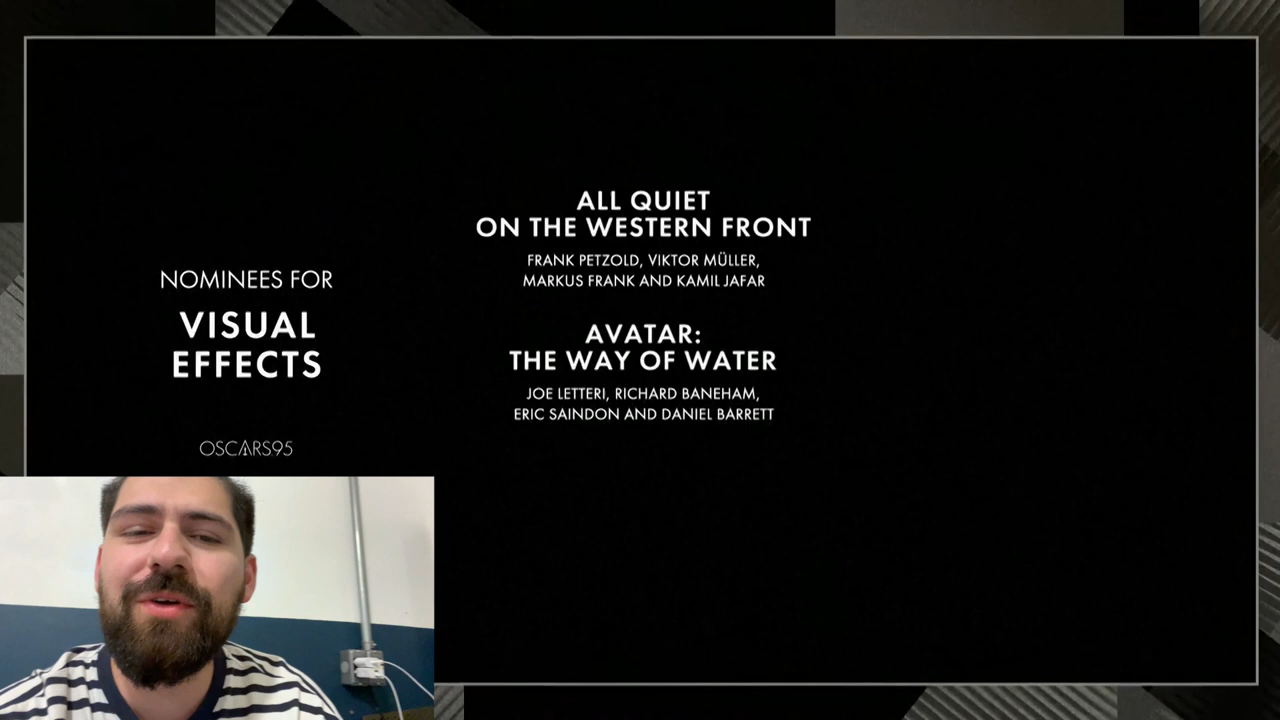 NOMINEES FOR
VISUAL
EFFECTS
OSCARS95
ALL QUIET
ON THE WESTERN FRONT
FRANK PETZOLD, VIKTOR MÜLLER,
MARKUS FRANK AND KAMIL JAFAR
AVATAR:
THE WAY OF WATER
JOE LETTERI, RICHARD BANEHAM,
ERIC SAINDON AND DANIEL BARRETT